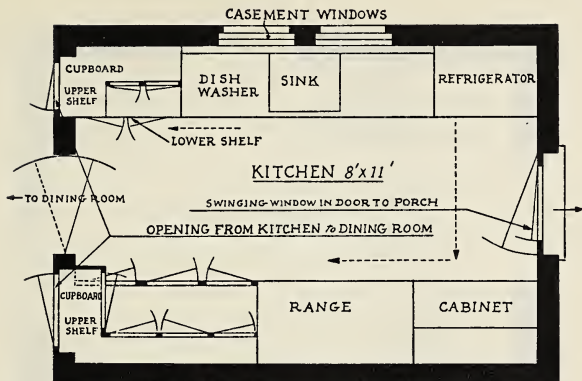 CASEMENT WINDOWS
CUPBOARD
UPPER
SHELF
DISH
WASHER
SINK
REFRIGERATOR
LOWER SHELF
KITCHEN 8'x11'
TO DINING ROOM
SWINGING-WINDOW IN DOOR TO PORCH
OPENING FROM KITCHEN to DINING ROOM
CUPBOARD
UPPER
SHELF
RANGE
CABINET